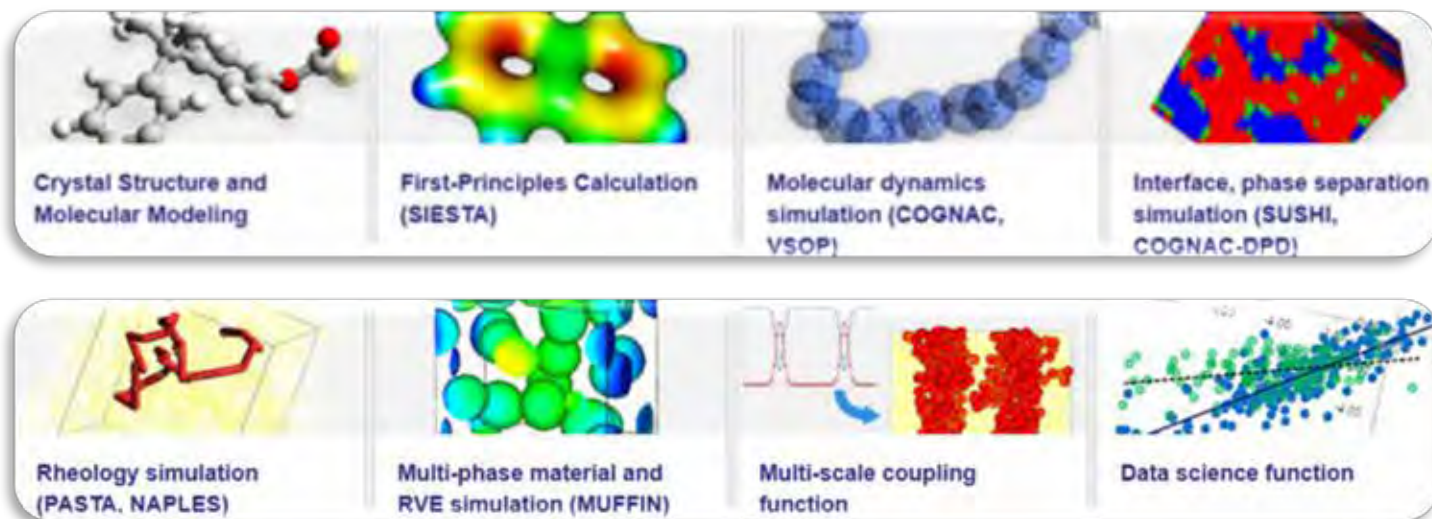 Crystal Structure and
Molecular Modeling
First-Principles Calculation
(SIESTA)
Molecular dynamics
simulation (COGNAC,
VSOP)
Interface, phase separation
simulation (SUSHI,
COGNAC-DPD)
Rheology simulation
(PASTA, NAPLES)
Multi-phase material and
RVE simulation (MUFFIN)
Multi-scale coupling
function
Data science function